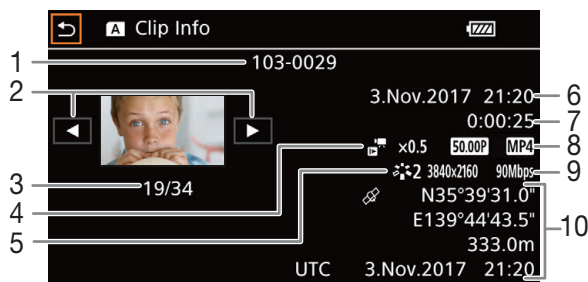 A Clip Info
1 103-0029
2
3.Nov.2017 21:20 6
0:00:25 7
4 ×0.5 50.00P MP4 8
3 19/34
5 2 3840x2160 90Mbps 9
N35°39'31.0"
E139°44'43.5"
333.0m
10
UTC 3.Nov.2017 21:20